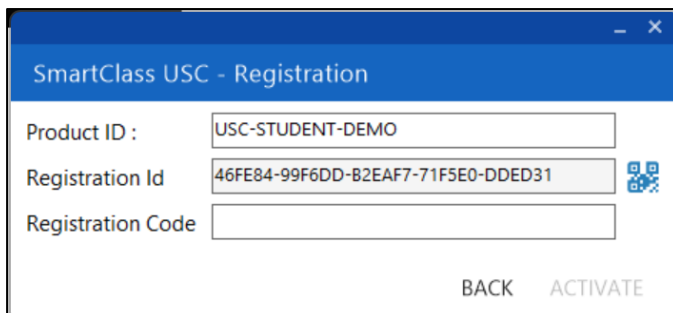 SmartClass USC - Registration
Product ID : USC-STUDENT-DEMO
Registration Id 46FE84-99F6DD-B2EAF7-71F5E0-DDED31
Registration Code
BACK ACTIVATE